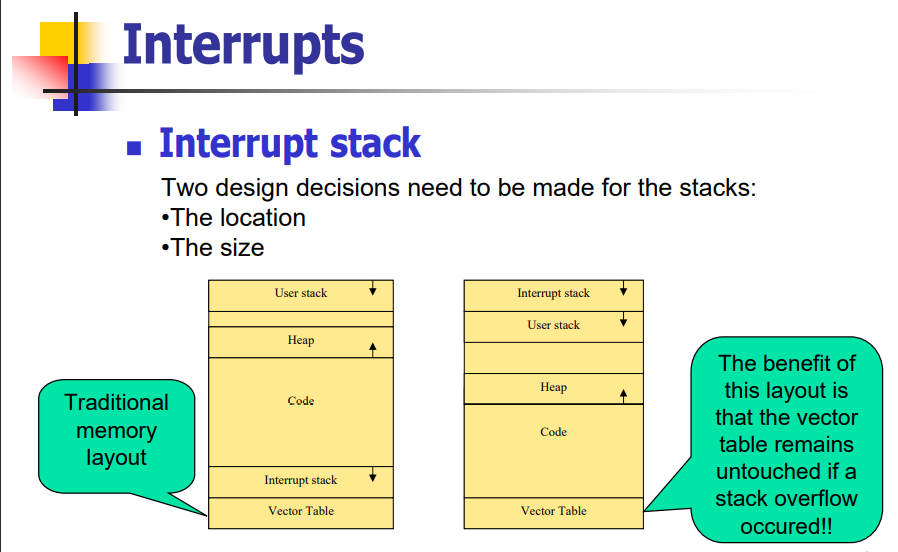 Interrupts
Interrupt stack
Two design decisions need to be made for the stacks:
•The location
•The size
User stack
Heap
Code
Interrupt stack
Vector Table
Traditional
memory
layout
Interrupt stack
User stack
Heap
Code
Vector Table
The benefit of
this layout is
that the vector
table remains
untouched if a
stack overflow
occured!!